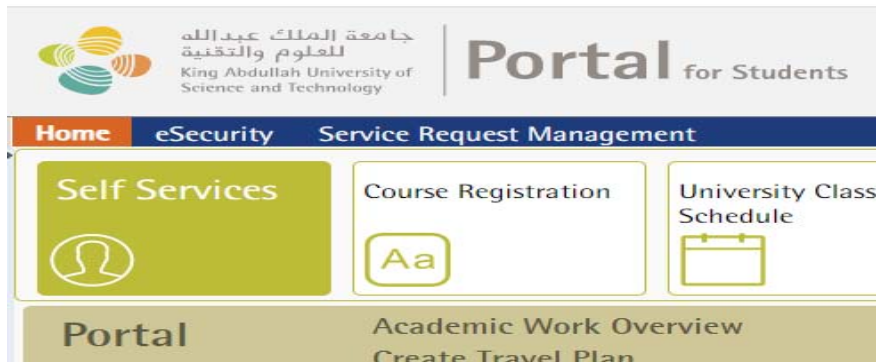 جامعة الملك عبدالله
للعلوم والتقنية
King Abdullah University of
Science and Technology
Portal for Students
Home eSecurity Service Request Management
Self Services
Course Registration
Aa
University Class
Schedule
Portal
Academic Work Overview
Create Travel Plan